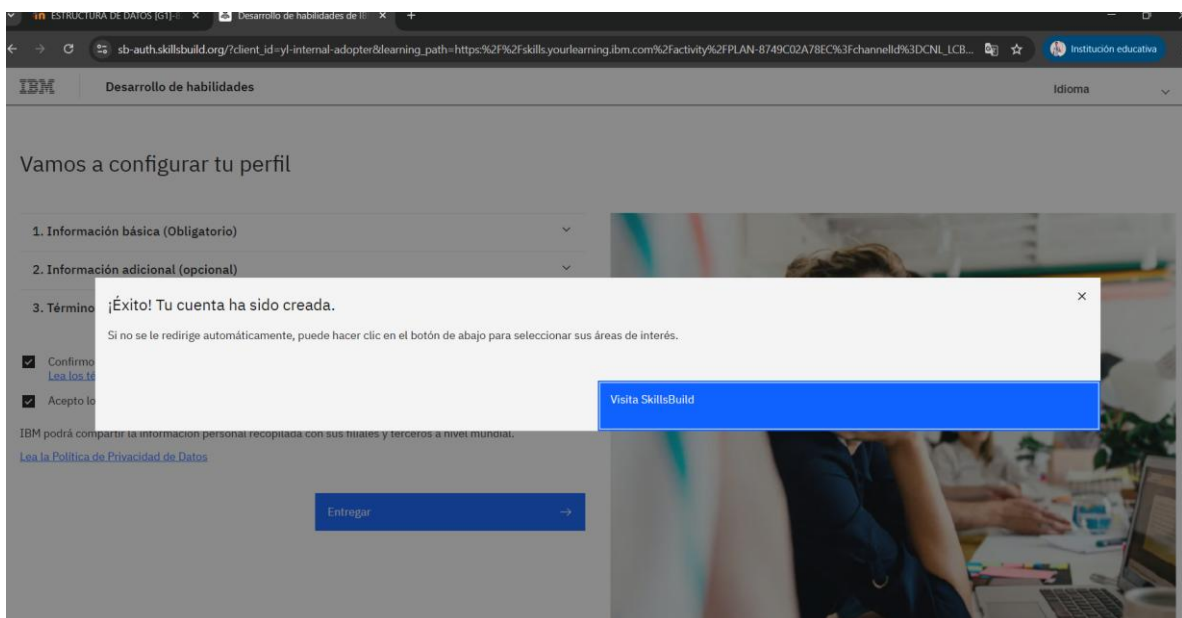 ESTRUCTURA DE DATOS [G1]-
Desarrollo de habilidades de
sb-auth.skillsbuild.org/?client_id=yl-internal-adopter&learning_path=https:%2F%2Fskills.yourlearning.ibm.com%2Factivity%2FPLAN-8749C02A78EC%3FchannelId%3DCNL_LCB...
Institución educativa
IBM
Desarrollo de habilidades
Idioma
Vamos a configurar tu perfil
1. Información básica (Obligatorio)
2. Información adicional (opcional)
3. Término
¡Éxito! Tu cuenta ha sido creada.
Si no se le redirige automáticamente, puede hacer clic en el botón de abajo para seleccionar sus áreas de interés.
Visita SkillsBuild
Confirmo
Lea los té
Acepto lo
IBM podrá compartir la información personal recopilada con sus filiales y terceros a nivel mundial.
Lea la Política de Privacidad de Datos
Entregar